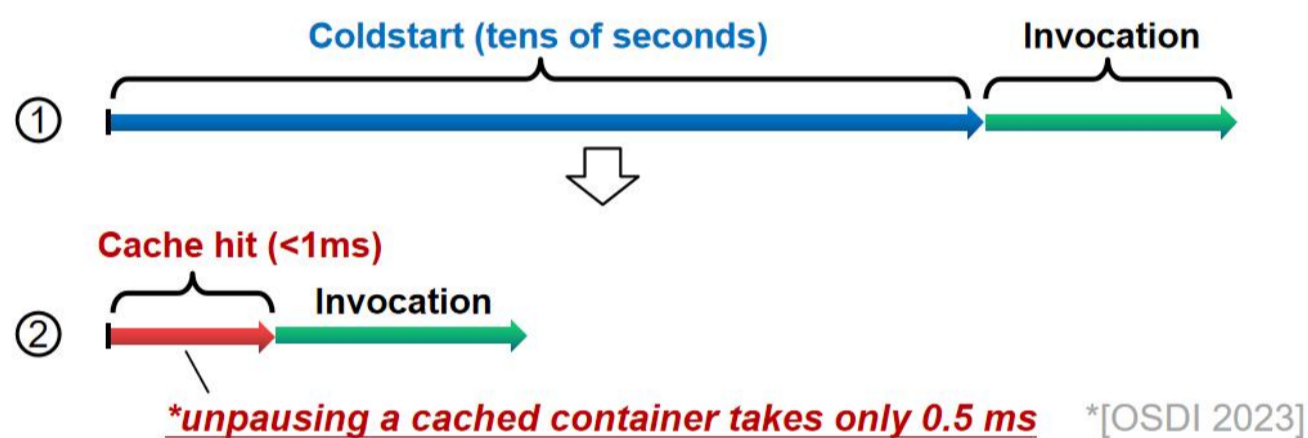 Coldstart (tens of seconds)
Invocation
①
Cache hit (<1ms)
Invocation
②
*unpausing a cached container takes only 0.5 ms
*[OSDI 2023]